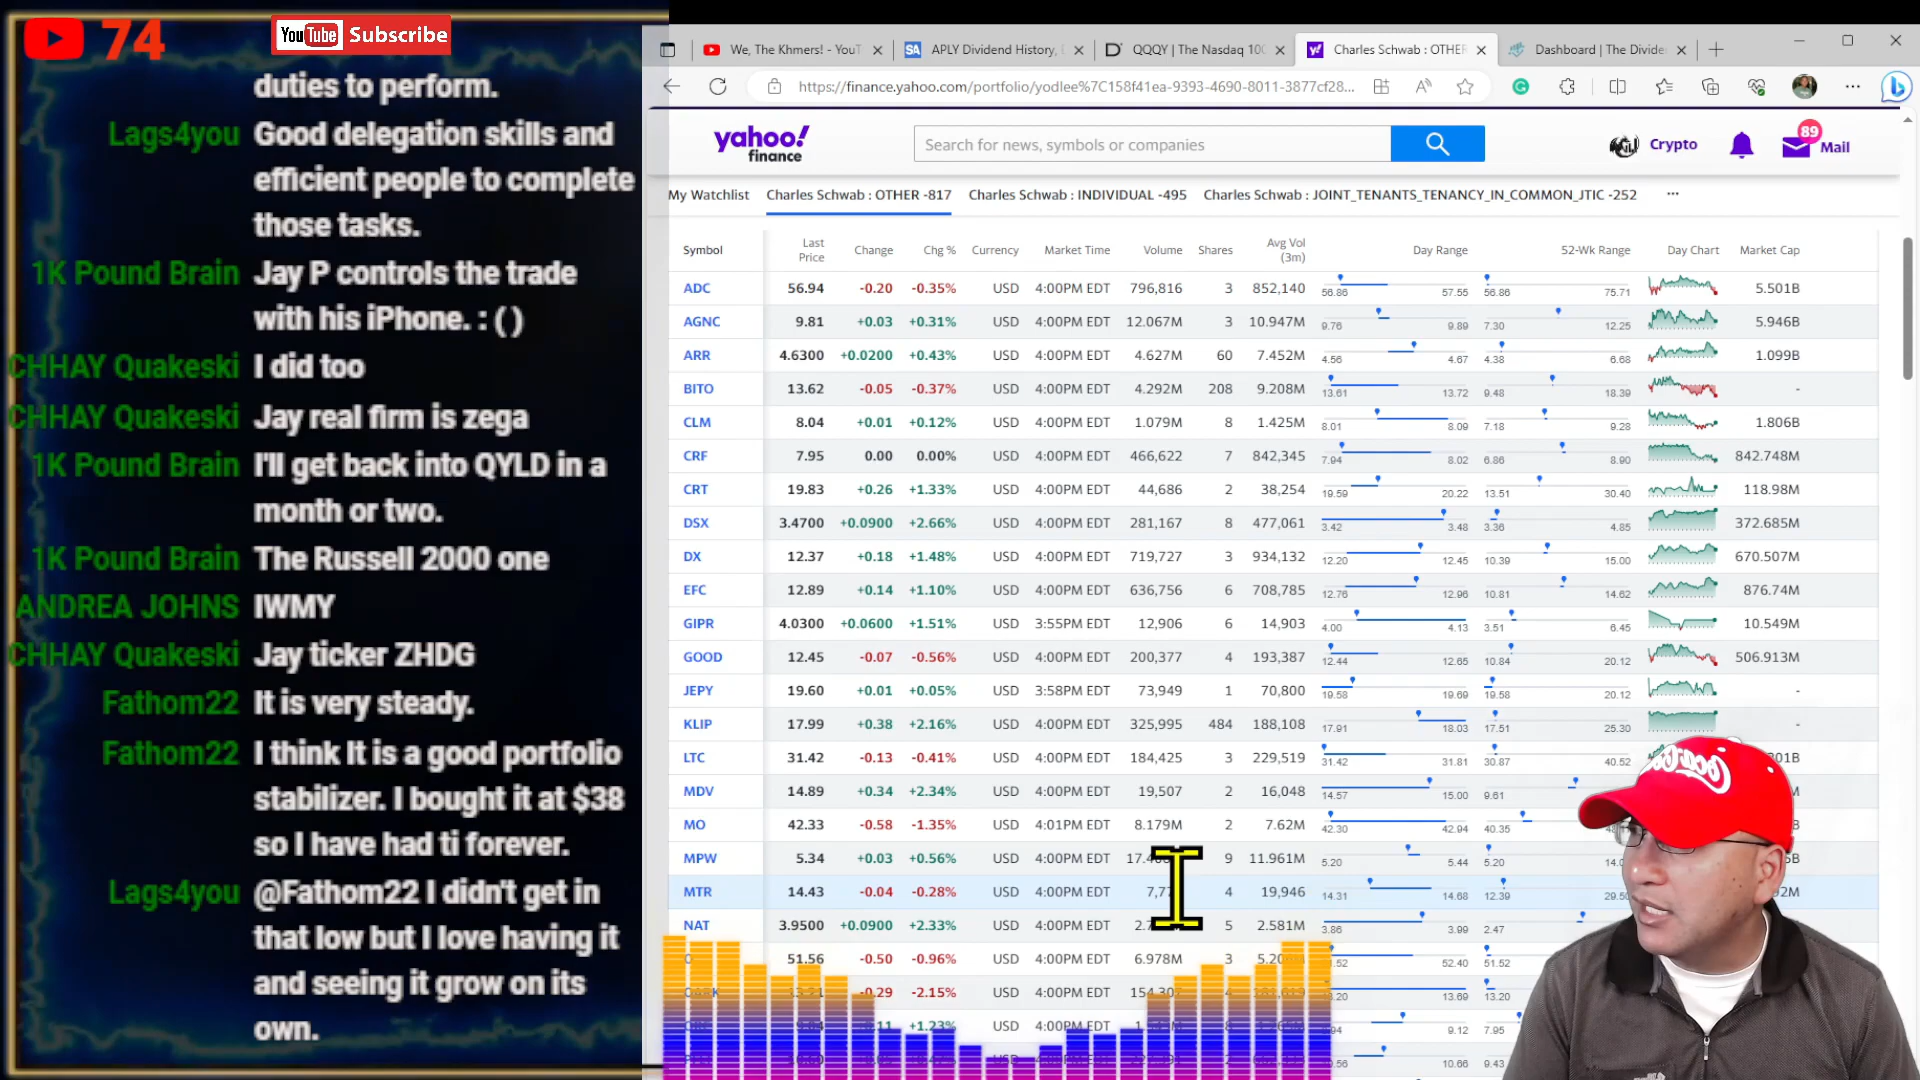 74
YouTube Subscribe
duties to perform.
Lags4you Good delegation skills and
efficient people to complete
those tasks.
1K Pound Brain Jay P controls the trade
with his iPhone. : ( )
CHHAY Quakeski I did too
CHHAY Quakeski Jay real firm is zega
1K Pound Brain I'll get back into QYLD in a
month or two.
1K Pound Brain The Russell 2000 one
ANDREA JOHNS IWMY
CHHAY Quakeski Jay ticker ZHDG
Fathom22 It is very steady.
Fathom22 I think It is a good portfolio
stabilizer. I bought it at $38
so I have had ti forever.
Lags4you @Fathom22 I didn't get in
that low but I love having it
and seeing it grow on its
own.
We, The Khmers! - YouT APLY Dividend History, QQQY | The Nasdaq 100 Charles Schwab : OTHER Dashboard | The Divide
https://finance.yahoo.com/portfolio/yodlee%7C158f41ea-9393-4690-8011-3877cf28...
yahoo!
finance
Search for news, symbols or companies
Crypto
89
Mail
My Watchlist Charles Schwab : OTHER -817 Charles Schwab : INDIVIDUAL -495 Charles Schwab : JOINT_TENANTS_TENANCY_IN_COMMON_JTIC -252 ...
Symbol Last Price Change Chg % Currency Market Time Volume Shares Avg Vol (3m) Day Range 52-Wk Range Day Chart Market Cap
ADC 56.94 -0.20 -0.35% USD 4:00PM EDT 796,816 3 852,140 56.86 57.55 56.86 75.71 5.501B
AGNC 9.81 +0.03 +0.31% USD 4:00PM EDT 12.067M 3 10.947M 9.76 9.89 7.30 12.25 5.946B
ARR 4.6300 +0.0200 +0.43% USD 4:00PM EDT 4.627M 60 7.452M 4.56 4.67 4.38 6.68 1.099B
BITO 13.62 -0.05 -0.37% USD 4:00PM EDT 4.292M 208 9.208M 13.61 13.72 9.48 18.39 -
CLM 8.04 +0.01 +0.12% USD 4:00PM EDT 1.079M 8 1.425M 8.01 8.09 7.18 9.28 1.806B
CRF 7.95 0.00 0.00% USD 4:00PM EDT 466,622 7 842,345 7.94 8.02 6.86 8.90 842.748M
CRT 19.83 +0.26 +1.33% USD 4:00PM EDT 44,686 2 38,254 19.59 20.22 13.51 30.40 118.98M
DSX 3.4700 +0.0900 +2.66% USD 4:00PM EDT 281,167 8 477,061 3.42 3.48 3.36 4.85 372.685M
DX 12.37 +0.18 +1.48% USD 4:00PM EDT 719,727 3 934,132 12.20 12.45 10.39 15.00 670.507M
EFC 12.89 +0.14 +1.10% USD 4:00PM EDT 636,756 6 708,785 12.76 12.96 10.81 14.62 876.74M
GIPR 4.0300 +0.0600 +1.51% USD 3:55PM EDT 12,906 6 14,903 4.00 4.13 3.51 6.45 10.549M
GOOD 12.45 -0.07 -0.56% USD 4:00PM EDT 200,377 4 193,387 12.44 12.65 10.84 20.12 506.913M
JEPY 19.60 +0.01 +0.05% USD 3:58PM EDT 73,949 1 70,800 19.58 19.69 19.58 20.12 -
KLIP 17.99 +0.38 +2.16% USD 4:00PM EDT 325,995 484 188,108 17.91 18.03 17.51 25.30 -
LTC 31.42 -0.13 -0.41% USD 4:00PM EDT 184,425 3 229,519 31.42 31.81 30.87 40.52
MDV 14.89 +0.34 +2.34% USD 4:00PM EDT 19,507 2 16,048 14.57 15.00 9.61
MO 42.33 -0.58 -1.35% USD 4:01PM EDT 8.179M 2 7.62M 42.30 42.94 40.35
MPW 5.34 +0.03 +0.56% USD 4:00PM EDT 9 11.961M 5.20 5.44 5.20
MTR 14.43 -0.04 -0.28% USD 4:00PM EDT 4 19,946 14.31 14.68 12.39
NAT 3.9500 +0.0900 +2.33% USD 4:00PM EDT 5 2.581M 3.86 3.99 2.47
51.56 -0.50 -0.96% USD 4:00PM EDT 6.978M 3 52.40 51.52
-0.29 -2.15% USD 4:00PM EDT 13.69 13.20
+1.23% USD 4:00PM EDT 9.12 7.95
10.66 9.43
Coca-Cola